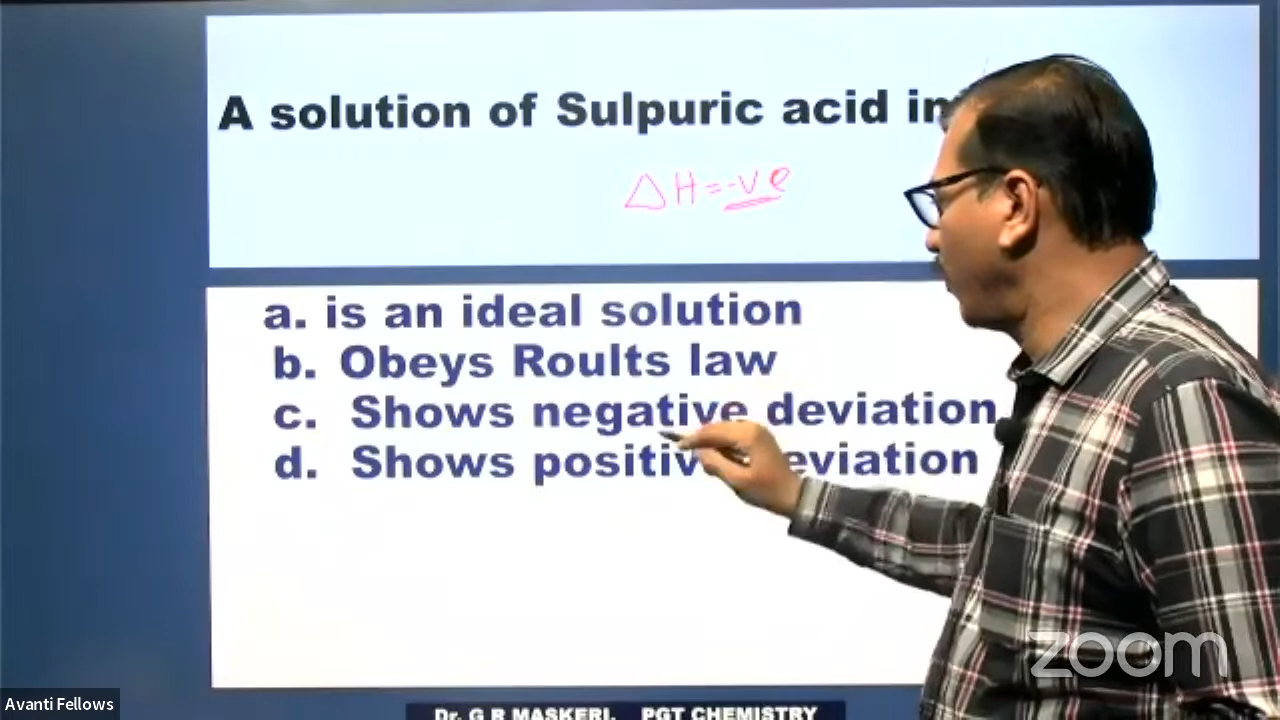 A solution of Sulpuric acid in
ΔH=-ve
a. is an ideal solution
b. Obeys Roults law
c. Shows negative deviation
d. Shows positiv eviation
zoom
Avanti Fellows
Dr. G R MASKERI, PGT CHEMISTRY